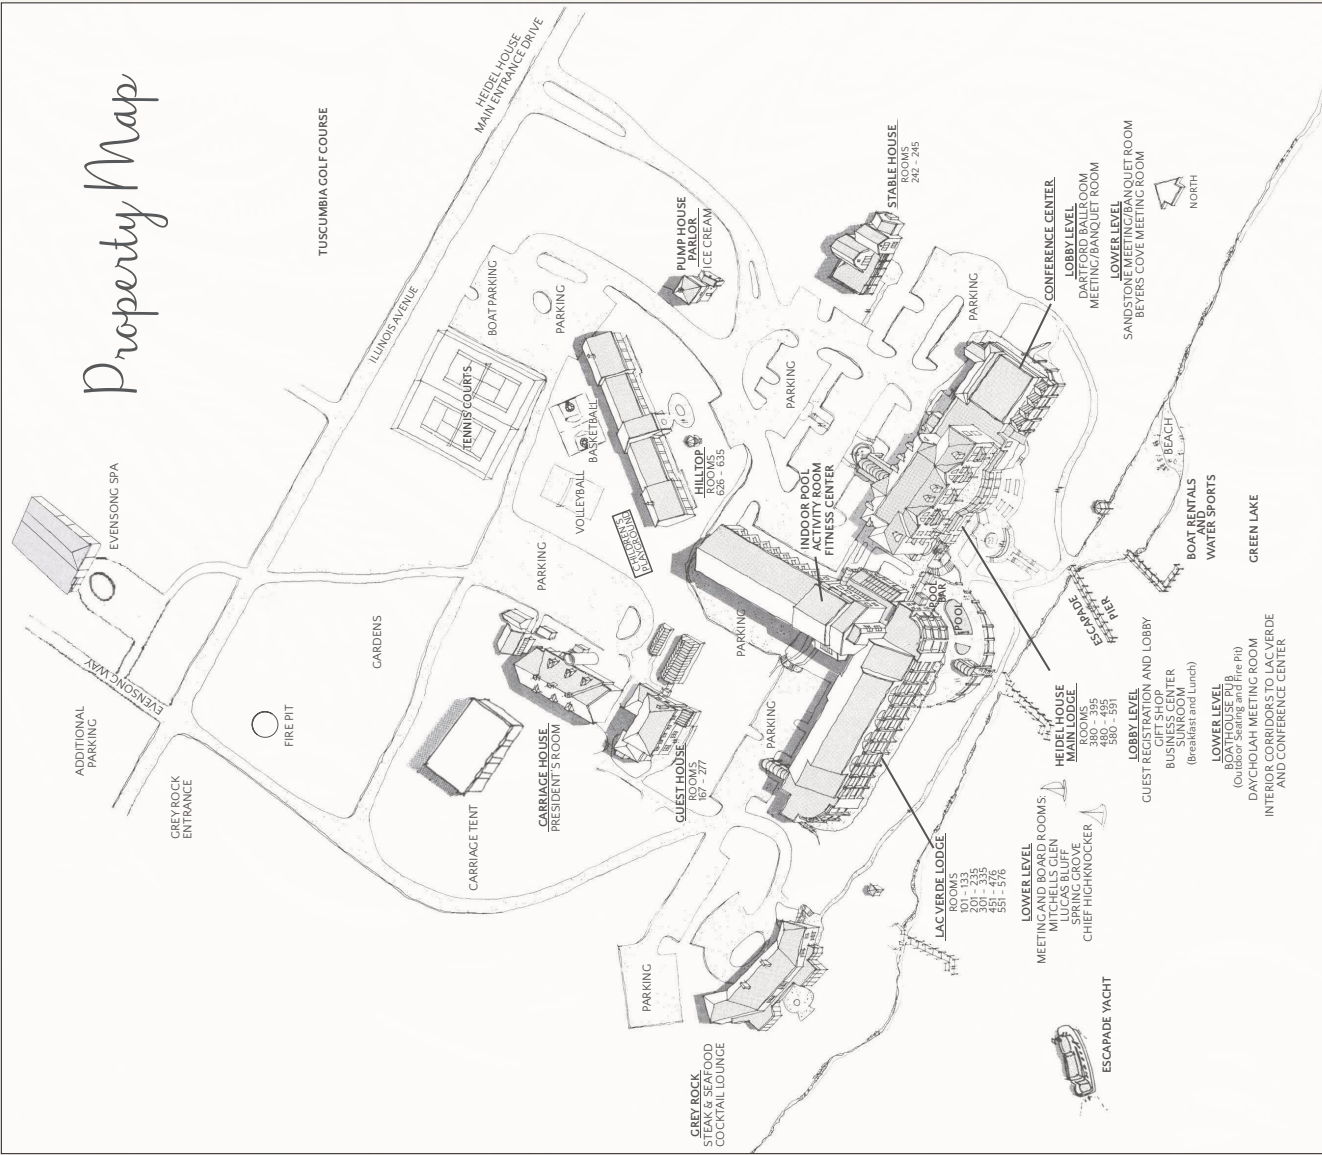 Property Map
TUSCUMBIA GOLF COURSE
HEIDEL HOUSE
MAIN ENTRANCE DRIVE
ILLINOIS AVENUE
EVENSONG SPA
EVENSONG WAY
ADDITIONAL
PARKING
GREY ROCK
ENTRANCE
FIRE PIT
GARDENS
TENNIS COURTS
BOAT PARKING
PARKING
BASKETBALL
VOLLEYBALL
CHILDREN'S
PLAYGROUND
PARKING
PUMP HOUSE
PARLOR
ICE CREAM
STABLE HOUSE
ROOMS
242 - 245
HILLTOP
ROOMS
626 - 635
PARKING
PARKING
CARRIAGE TENT
CARRIAGE HOUSE
PRESIDENT'S ROOM
GUEST HOUSE
ROOMS
167 - 277
PARKING
PARKING
INDOOR POOL
ACTIVITY ROOM
FITNESS CENTER
POOL
BAR
POOL
CONFERENCE CENTER
LOBBY LEVEL
DARTFORD BALLROOM
MEETING/BANQUET ROOM
LOWER LEVEL
SANDSTONE MEETING/BANQUET ROOM
BEYERS COVE MEETING ROOM
NORTH
BEACH
BOAT RENTALS
AND
WATER SPORTS
GREEN LAKE
ESCAPADE
PIER
HEIDEL HOUSE
MAIN LODGE
ROOMS
380 - 395
480 - 495
580 - 591
LOBBY LEVEL
GUEST REGISTRATION AND LOBBY
GIFT SHOP
BUSINESS CENTER
SUNROOM
(Breakfast and Lunch)
LOWER LEVEL
BOATHOUSE PUB
(Outdoor Seating and Fire Pit)
DAYCHOLAH MEETING ROOM
INTERIOR CORRIDORS TO LAC VERDE
AND CONFERENCE CENTER
LAC VERDE LODGE
ROOMS
101 - 133
201 - 235
301 - 335
451 - 476
551 - 576
LOWER LEVEL
MEETING AND BOARD ROOMS:
MITCHELLS GLEN
LUCAS BLUFF
SPRING GROVE
CHIEF HIGHKNOCKER
PARKING
GREY ROCK
STEAK & SEAFOOD
COCKTAIL LOUNGE
ESCAPADE YACHT